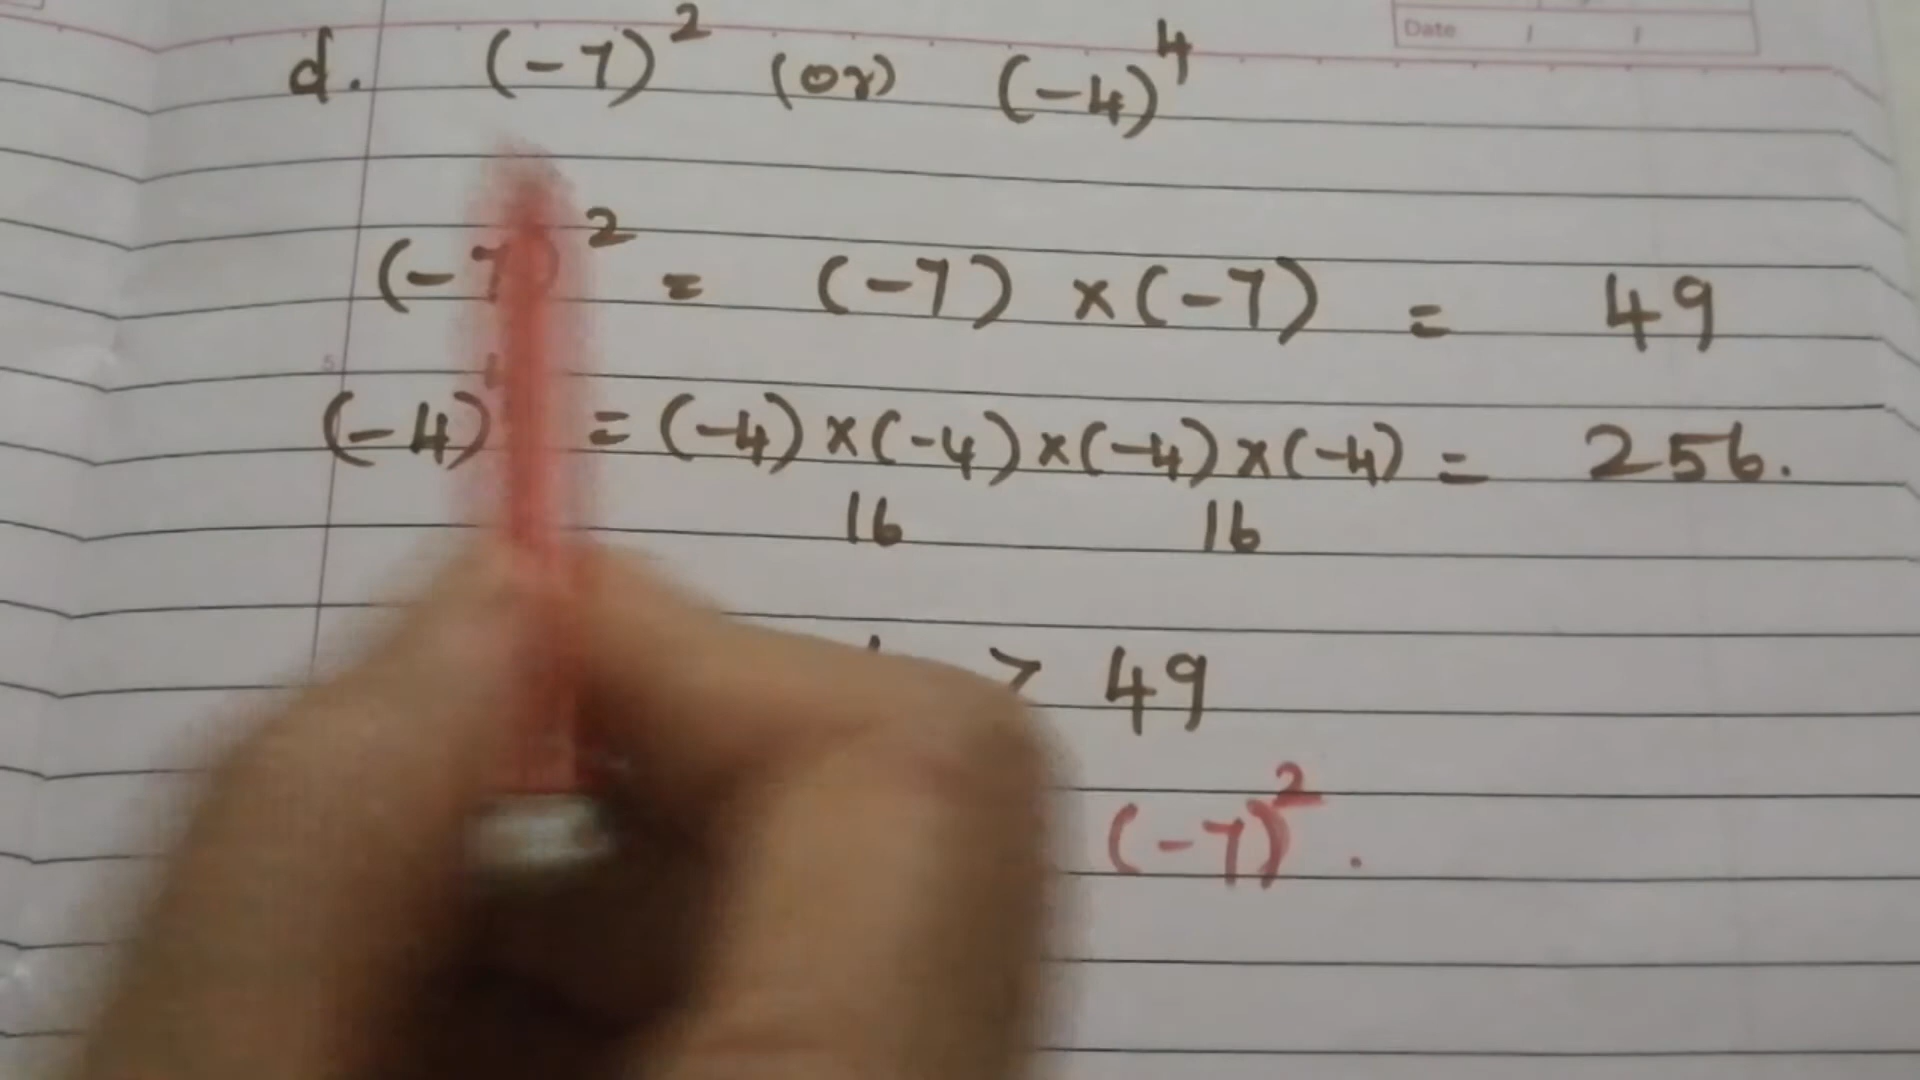 Date / /
d. (-7)² (or) (-4)⁴
(-7)² = (-7) × (-7) = 49
(-4) = (-4) × (-4) × (-4) × (-4) = 256.
16 16
> 49
(-7)².